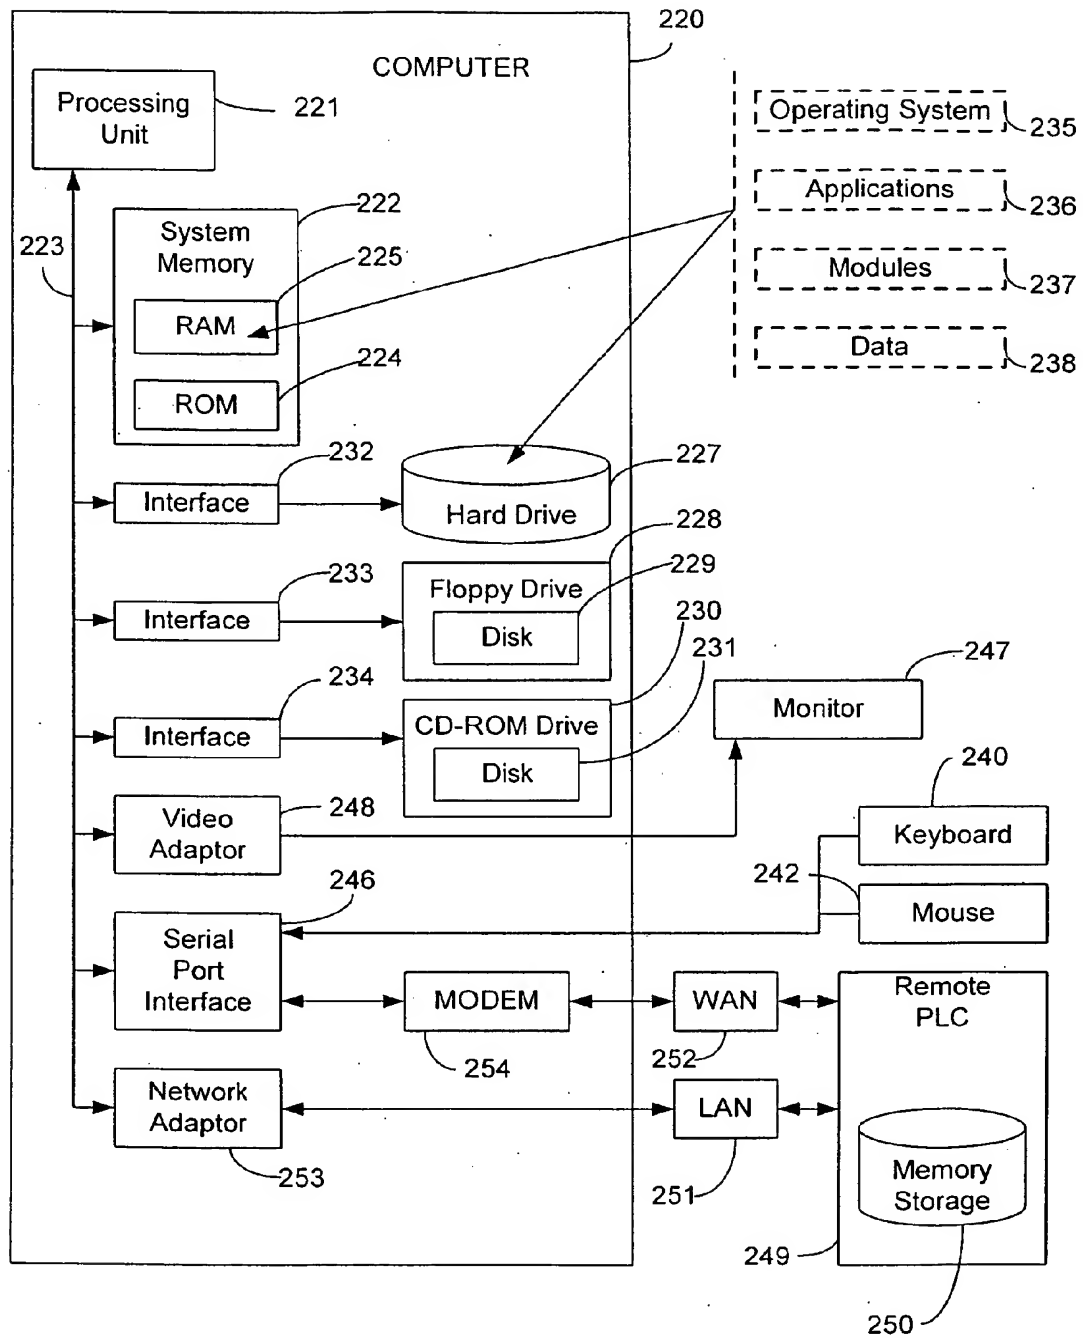 220
COMPUTER
Processing
Unit
221
Operating System
235
Applications
236
Modules
237
Data
238
223
222
System
Memory
225
RAM
224
ROM
232
Interface
227
Hard Drive
228
233
Interface
Floppy Drive
229
Disk
230
231
234
Interface
CD-ROM Drive
Disk
247
Monitor
248
Video
Adaptor
240
Keyboard
242
Mouse
246
Serial
Port
Interface
MODEM
254
WAN
252
Remote
PLC
Network
Adaptor
253
LAN
251
Memory
Storage
249
250